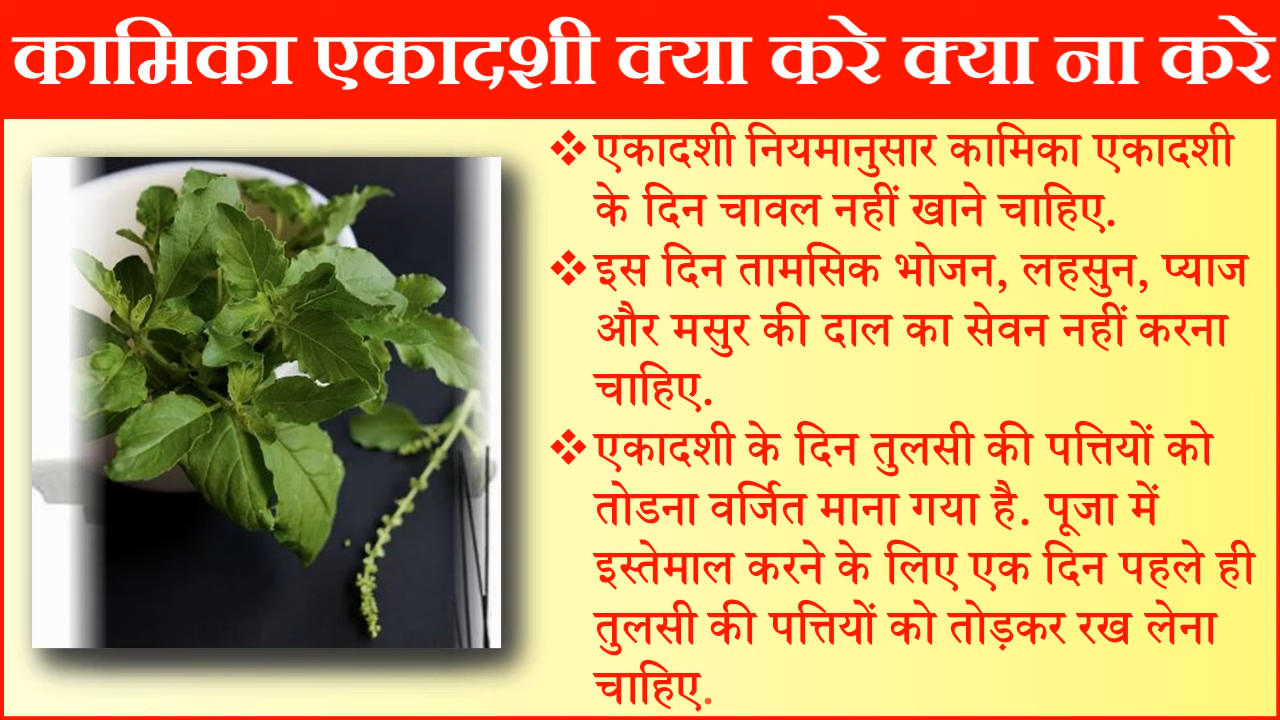 कामिका एकादशी क्या करे क्या ना करे
❖एकादशी नियमानुसार कामिका एकादशी
के दिन चावल नहीं खाने चाहिए.
❖इस दिन तामसिक भोजन, लहसुन, प्याज
और मसुर की दाल का सेवन नहीं करना
चाहिए.
❖एकादशी के दिन तुलसी की पत्तियों को
तोडना वर्जित माना गया है. पूजा में
इस्तेमाल करने के लिए एक दिन पहले ही
तुलसी की पत्तियों को तोड़कर रख लेना
चाहिए.